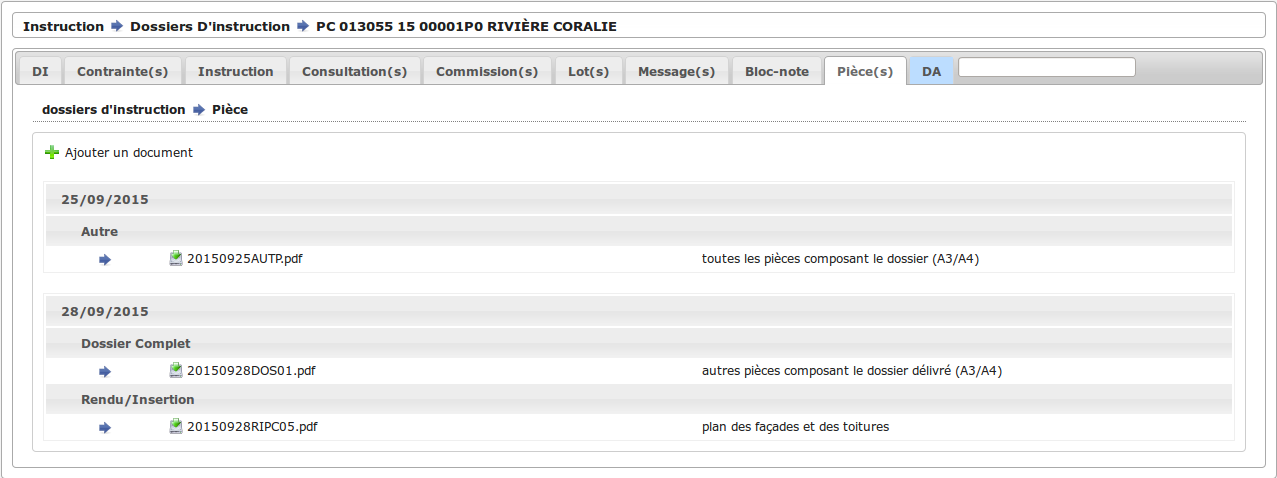 Instruction Dossiers D'instruction PC 013055 15 00001P0 RIVIÈRE CORALIE
DI Contrainte(s) Instruction Consultation(s) Commission(s) Lot(s) Message(s) Bloc-note Pièce(s) DA
dossiers d'instruction Pièce
Ajouter un document
25/09/2015
Autre
20150925AUTP.pdf toutes les pièces composant le dossier (A3/A4)
28/09/2015
Dossier Complet
20150928DOS01.pdf autres pièces composant le dossier délivré (A3/A4)
Rendu/Insertion
20150928RIPC05.pdf plan des façades et des toitures